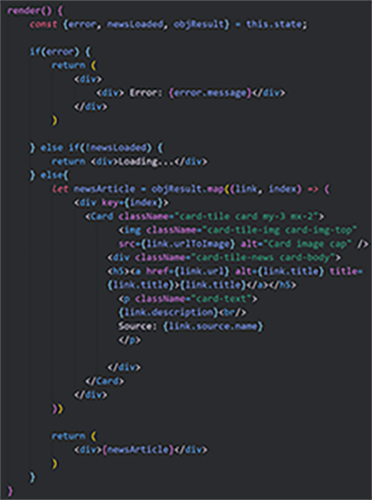 render() {
const {error, newsLoaded, objResult} = this.state;
if(error) {
return (
<div>
<div> Error: {error.message}</div>
</div>
)
} else if(!newsLoaded) {
return <div>Loading...</div>
} else{
let newsArticle = objResult.map((link, index) => (
<div key={index}>
<Card className="card-tile card my-3 mx-2">
<img className="card-tile-img card-img-top"
src={link.urlToImage} alt="Card image cap" />
<div className="card-tile-news card-body">
<h5><a href={link.url} alt={link.title} title=
{link.title}>{link.title}</a></h5>
<p className="card-text">
{link.description}<br/>
Source: {link.source.name}
</p>
</div>
</Card>
</div>
))
return (
<div>{newsArticle}</div>
)
}
}